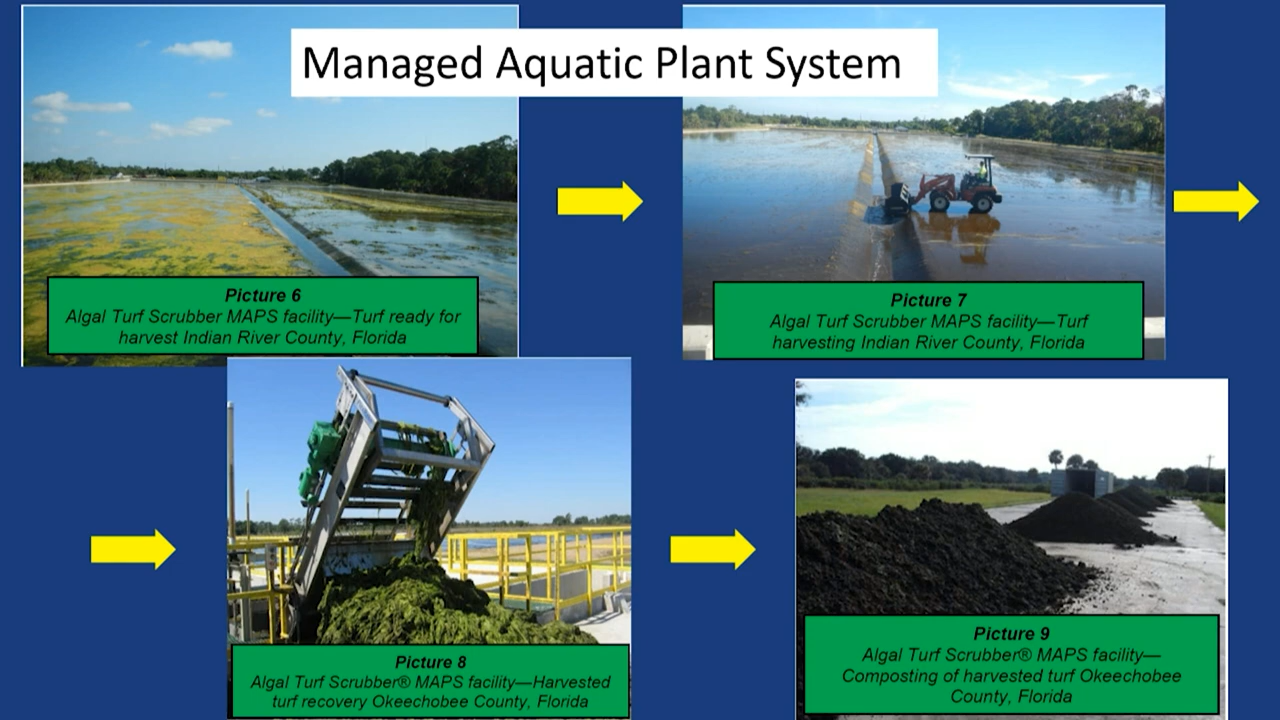 Managed Aquatic Plant System
Picture 6
Algal Turf Scrubber MAPS facility—Turf ready for
harvest Indian River County, Florida
Picture 7
Algal Turf Scrubber MAPS facility—Turf
harvesting Indian River County, Florida
Picture 8
Algal Turf Scrubber® MAPS facility—Harvested
turf recovery Okeechobee County, Florida
Picture 9
Algal Turf Scrubber® MAPS facility—
Composting of harvested turf Okeechobee
County, Florida